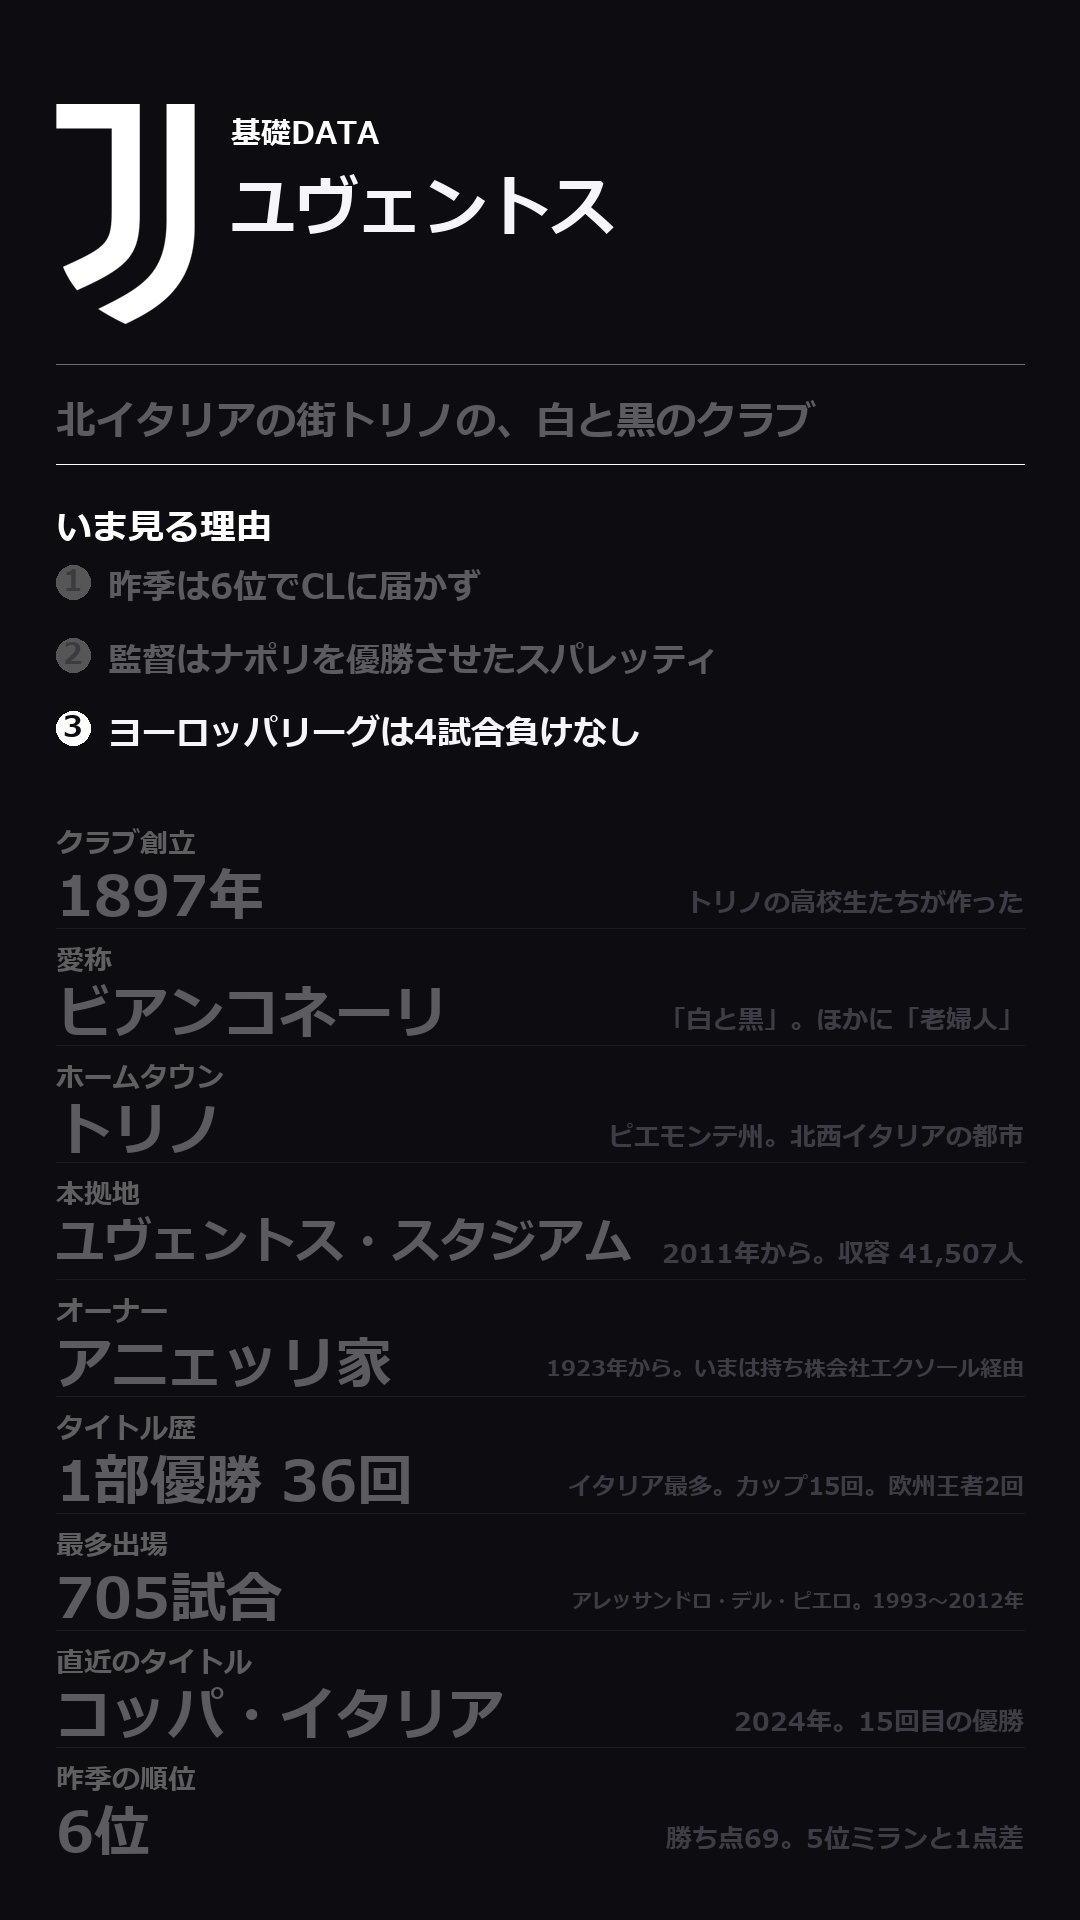 基礎DATA
ユヴェントス
北イタリアの街トリノの、白と黒のクラブ
いま見る理由
1 昨季は6位でCLに届かず
2 監督はナポリを優勝させたスパレッティ
3 ヨーロッパリーグは4試合負けなし
クラブ創立
1897年 トリノの高校生たちが作った
愛称
ビアンコネーリ 「白と黒」。ほかに「老婦人」
ホームタウン
トリノ ピエモンテ州。北西イタリアの都市
本拠地
ユヴェントス・スタジアム 2011年から。収容 41,507人
オーナー
アニェッリ家 1923年から。いまは持ち株会社エクソール経由
タイトル歴
1部優勝 36回 イタリア最多。カップ15回。欧州王者2回
最多出場
705試合 アレッサンドロ・デル・ピエロ。1993～2012年
直近のタイトル
コッパ・イタリア 2024年。15回目の優勝
昨季の順位
6位 勝ち点69。5位ミランと1点差